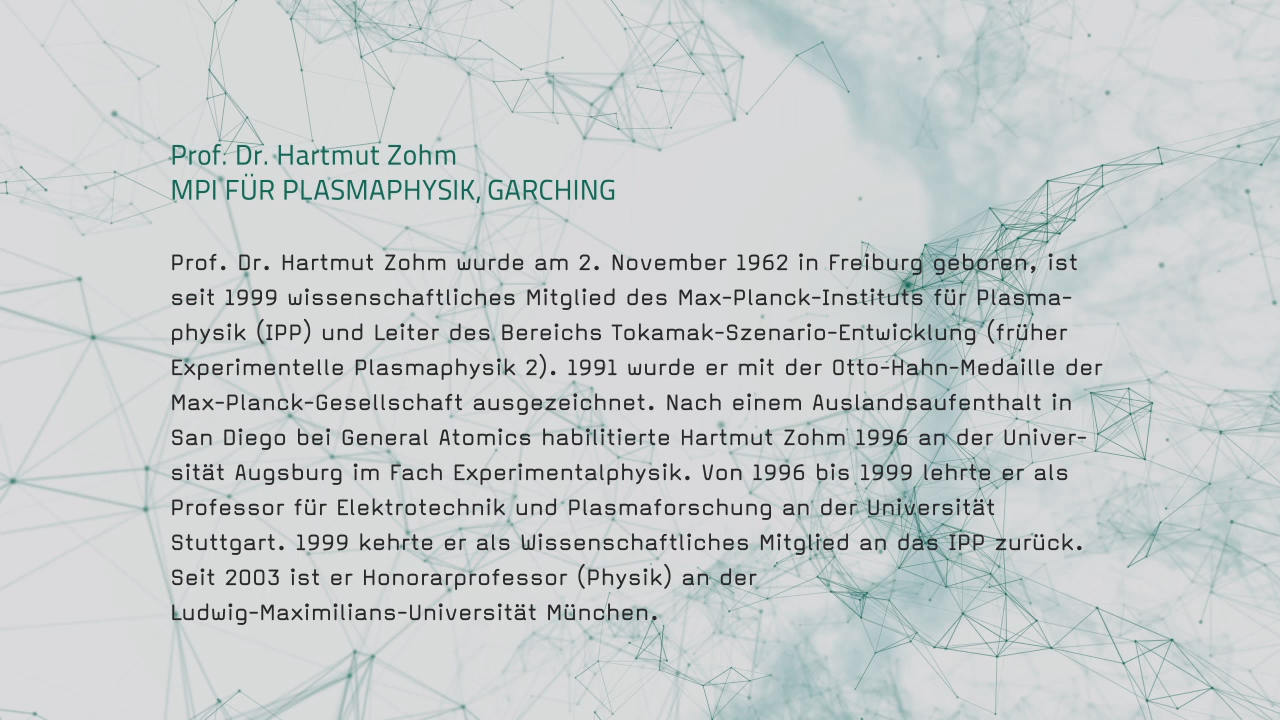 Prof. Dr. Hartmut Zohm
MPI FÜR PLASMAPHYSIK, GARCHING
Prof. Dr. Hartmut Zohm wurde am 2. November 1962 in Freiburg geboren, ist
seit 1999 wissenschaftliches Mitglied des Max-Planck-Instituts für Plasma-
physik (IPP) und Leiter des Bereichs Tokamak-Szenario-Entwicklung (früher
Experimentelle Plasmaphysik 2). 1991 wurde er mit der Otto-Hahn-Medaille der
Max-Planck-Gesellschaft ausgezeichnet. Nach einem Auslandsaufenthalt in
San Diego bei General Atomics habilitierte Hartmut Zohm 1996 an der Univer-
sität Augsburg im Fach Experimentalphysik. Von 1996 bis 1999 lehrte er als
Professor für Elektrotechnik und Plasmaforschung an der Universität
Stuttgart. 1999 kehrte er als Wissenschaftliches Mitglied an das IPP zurück.
Seit 2003 ist er Honorarprofessor (Physik) an der
Ludwig-Maximilians-Universität München.